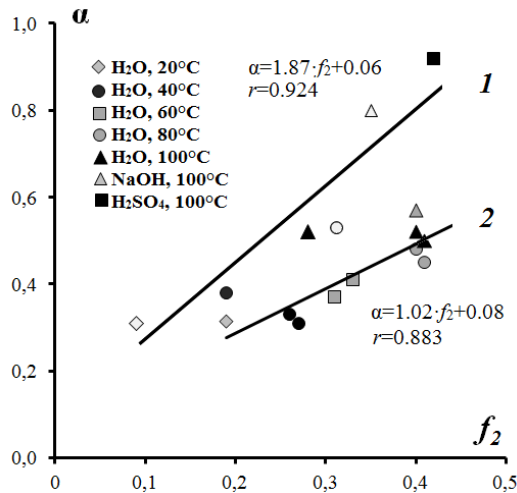 α
1,0
0,8
0,6
0,4
0,2
0,0
H₂O, 20°C
H₂O, 40°C
H₂O, 60°C
H₂O, 80°C
H₂O, 100°C
NaOH, 100°C
H₂SO₄, 100°C
α=1.87·f₂+0.06
r=0.924
1
2
α=1.02·f₂+0.08
r=0.883
f₂
0
0,1
0,2
0,3
0,4
0,5